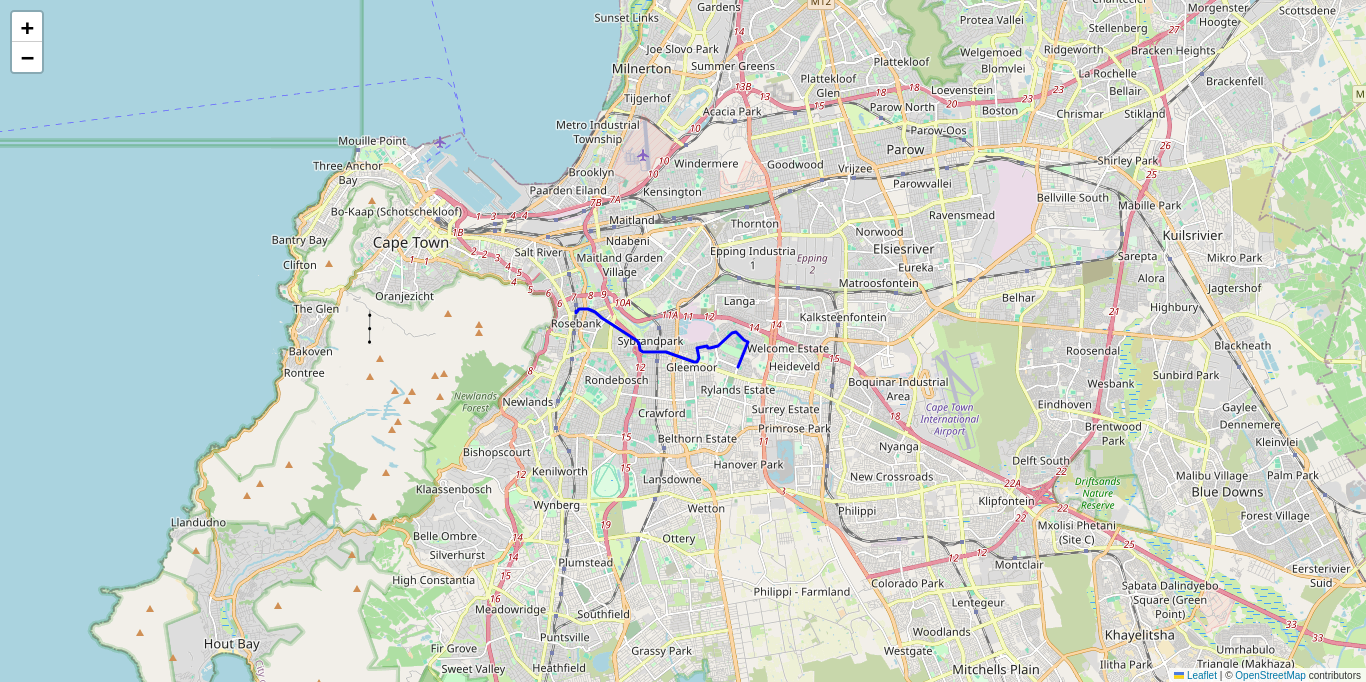 +
−
Sunset Links
Gardens
M12
Chantecler
Morgenster
Hoogte
Scottsdene
Protea Vallei
Stellenberg
Joe Slovo Park
Welgemoed
Ridgeworth
Bracken Heights
Milnerton
Summer Greens
Plattekloof
Blomvlei
La Rochelle
Plattekloof
Glen
Loevenstein
Bellair
Brackenfell
Tijgerhof
Acacia Park
Parow North
Boston
Chrismar
Stikland
Metro Industrial
Township
Parow-Oos
Mouille Point
Parow
Three Anchor
Bay
Windermere
Goodwood
Vrijzee
Shirley Park
Brooklyn
Paarden Eiland
Kensington
Parowvallei
Bellville South
Mabille Park
Bo-Kaap (Schotschekloof)
Maitland
Thornton
Ravensmead
Norwood
Kuilsrivier
Bantry Bay
Cape Town
Salt River
Ndabeni
Epping Industria
1
Elsiesriver
Sarepta
Mikro Park
Clifton
Maitland Garden
Village
Epping
2
Eureka
Alora
Matroosfontein
Jagtershof
Oranjezicht
Langa
Belhar
Highbury
The Glen
Kalksteenfontein
Rosebank
Sybrandpark
Welcome Estate
Roosendal
Blackheath
Bakoven
Rontree
Gleemoor
Heideveld
Sunbird Park
Rondebosch
Rylands Estate
Boquinar Industrial
Area
Wesbank
Newlands
Forest
Newlands
Crawford
Surrey Estate
Cape Town
International
Airport
Eindhoven
Gaylee
Primrose Park
Brentwood
Park
Dennemere
Belthorn Estate
Nyanga
Kleinvlei
Bishopscourt
Hanover Park
Delft South
Kenilworth
Lansdowne
New Crossroads
Malibu Village
Palm Park
Klaassenbosch
Driftsands
Nature
Reserve
Blue Downs
Wynberg
Wetton
Philippi
Klipfontein
Forest Village
Llandudno
Mxolisi Phetani
(Site C)
Belle Ombre
Ottery
Silverhurst
Plumstead
Montclair
Eersterivier
Suid
High Constantia
Colorado Park
Philippi - Farmland
Sabata Dalindyebo
Square (Green
Point)
Meadowridge
Southfield
Lentegeur
Hout Bay
Puntsville
Woodlands
Khayelitsha
Fir Grove
Grassy Park
Westgate
Umrhabulo
Triangle (Makhaza)
Sweet Valley
Heathfield
Mitchells Plain
Ilitha Park
Leaflet | © OpenStreetMap contributors